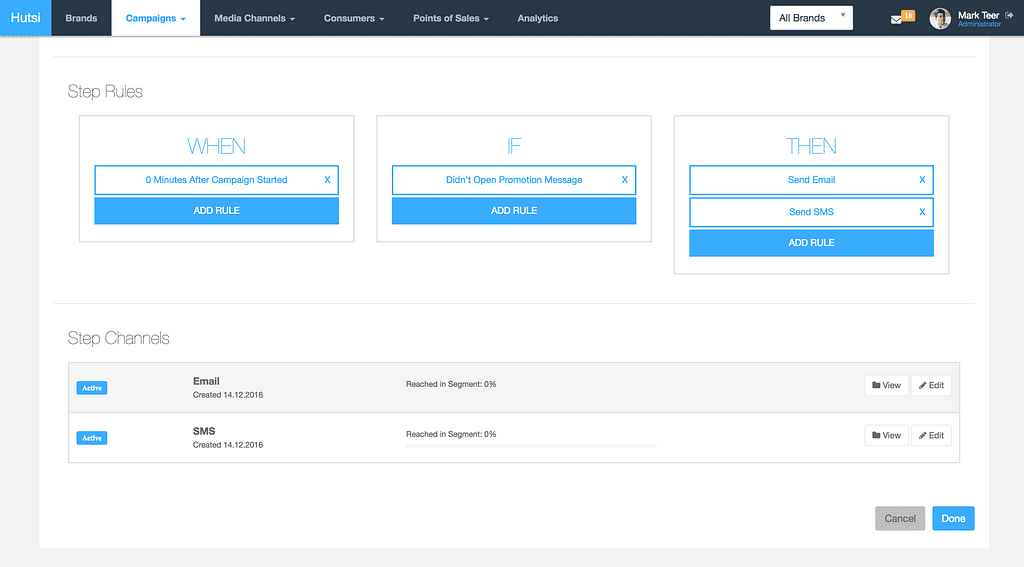 Hutsi
Brands
Campaigns
Media Channels
Consumers
Points of Sales
Analytics
All Brands
Mark Teer
Administrator
Step Rules
WHEN
0 Minutes After Campaign Started X
ADD RULE
IF
Didn't Open Promotion Message X
ADD RULE
THEN
Send Email X
Send SMS X
ADD RULE
Step Channels
Active
Email
Created 14.12.2016
Reached in Segment: 0%
View
Edit
Active
SMS
Created 14.12.2016
Reached in Segment: 0%
View
Edit
Cancel
Done